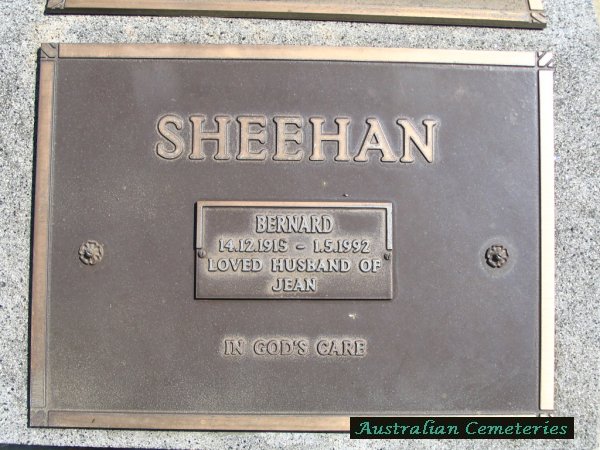 SHEEHAN
BERNARD
14.12.1915 - 1.5.1992
LOVED HUSBAND OF
JEAN
IN GOD'S CARE
Australian Cemeteries